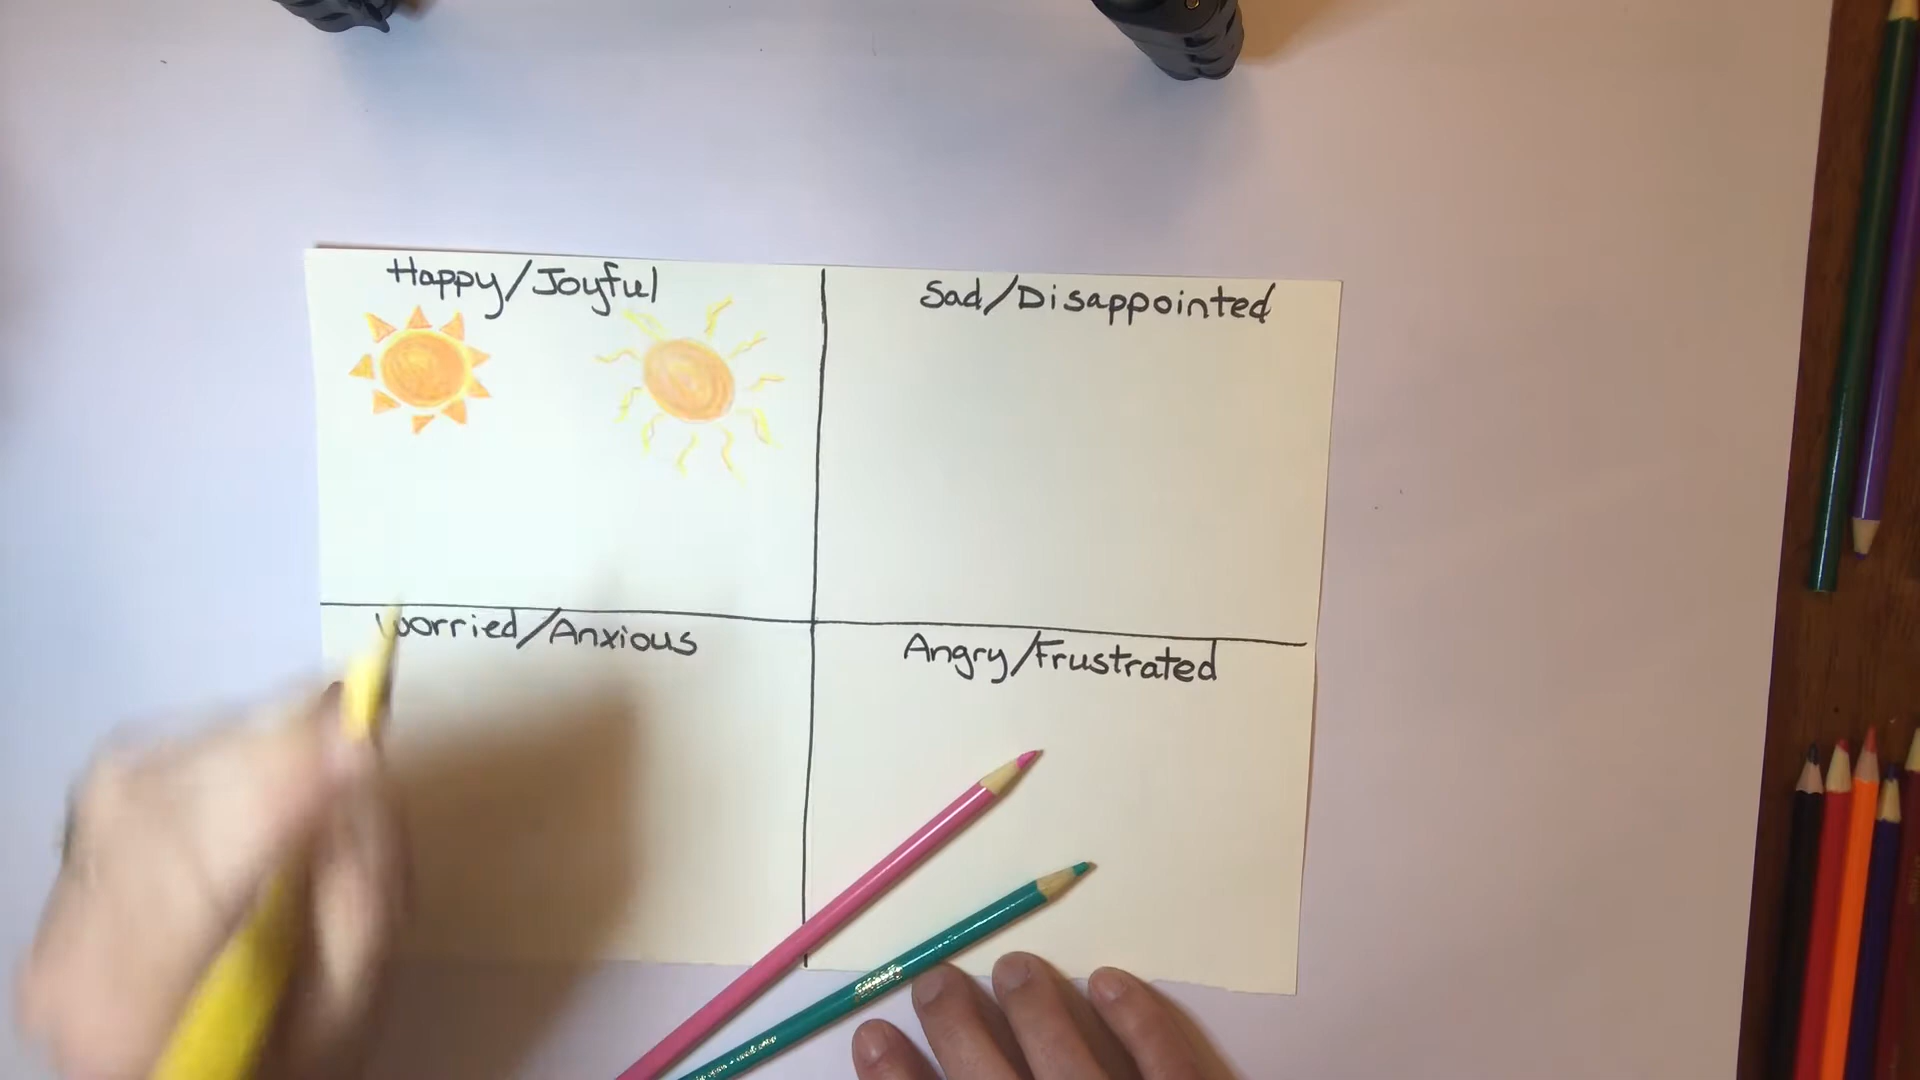 Happy/Joyful
Sad/Disappointed
Worried/Anxious
Angry/Frustrated